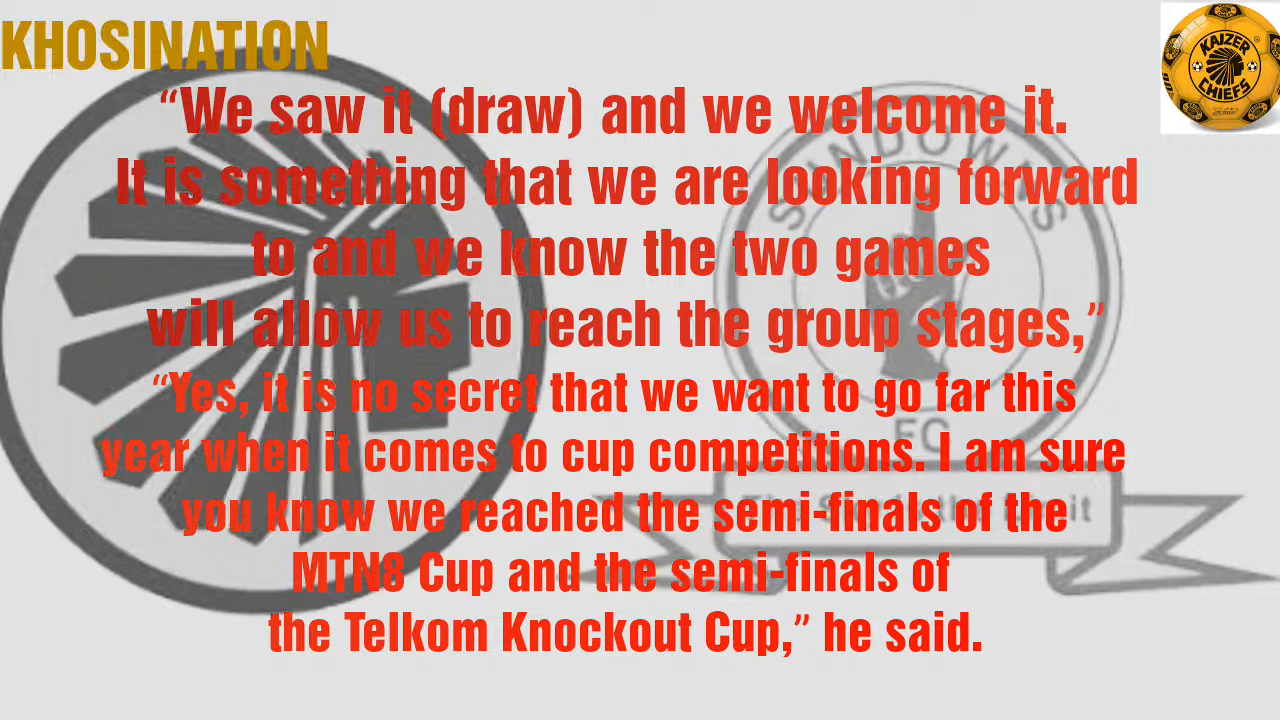 KHOSINATION
KAIZER
CHIEFS
“We saw it (draw) and we welcome it.
It is something that we are looking forward
to and we know the two games
will allow us to reach the group stages,”
“Yes, it is no secret that we want to go far this
year when it comes to cup competitions. I am sure
you know we reached the semi-finals of the
MTN8 Cup and the semi-finals of
the Telkom Knockout Cup,” he said.
SUNDOWNS
FC